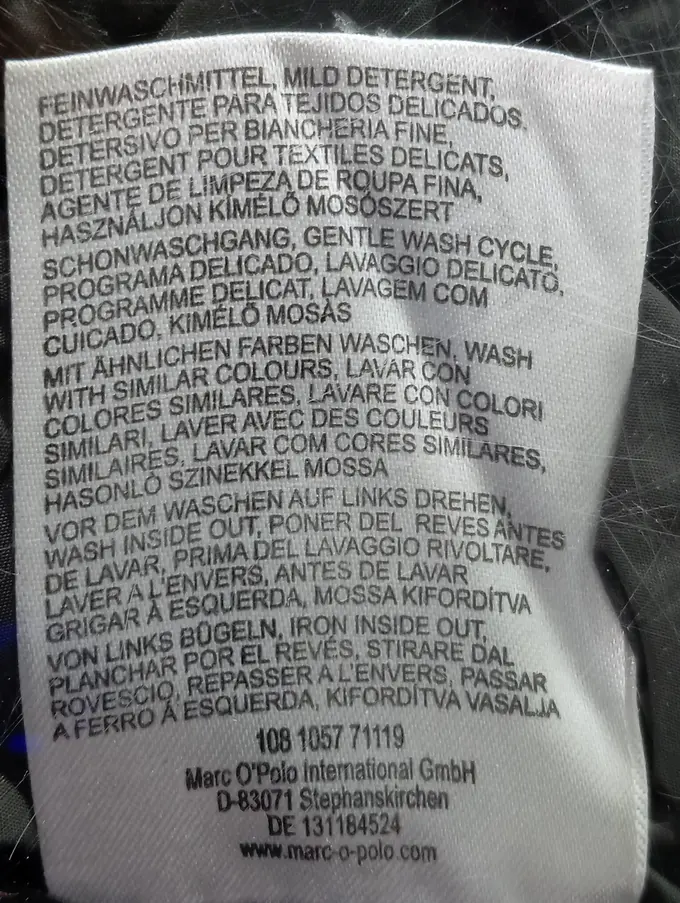 FEINWASCHMITTEL, MILD DETERGENT,
DETERGENTE PARA TEJIDOS DELICADOS.
DETERSIVO PER BIANCHERIA FINE,
DETERGENT POUR TEXTILES DELICATS,
AGENTE DE LIMPEZA DE ROUPA FINA,
HASZNÁLJON KÍMÉLŐ MOSÓSZERT
SCHONWASCHGANG, GENTLE WASH CYCLE,
PROGRAMA DELICADO, LAVAGGIO DELICATO,
PROGRAMME DELICAT, LAVAGEM COM
CUICADO, KIMÉLŐ MOSÁS
MIT ÄHNLICHEN FARBEN WASCHEN, WASH
WITH SIMILAR COLOURS, LAVAR CON
COLORES SIMILARES, LAVARE CON COLORI
SIMILARI, LAVER AVEC DES COULEURS
SIMILAIRES, LAVAR COM CORES SIMILARES,
HASONLÓ SZINEKKEL MOSSA
VOR DEM WASCHEN AUF LINKS DREHEN,
WASH INSIDE OUT, PONER DEL REVES ANTES
DE LAVAR, PRIMA DEL LAVAGGIO RIVOLTARE,
LAVER A L'ENVERS, ANTES DE LAVAR
GRIGAR À ESQUERDA, MOSSA KIFORDÍTVA
VON LINKS BÜGELN, IRON INSIDE OUT,
PLANCHAR POR EL REVÉS, STIRARE DAL
ROVESCIO, REPASSER A L'ENVERS, PASSAR
A FERRO À ESQUERDA, KIFORDÍTVA VASALJA
108 1057 71119
Marc O'Polo International GmbH
D-83071 Stephanskirchen
DE 131184524
www.marc-o-polo.com